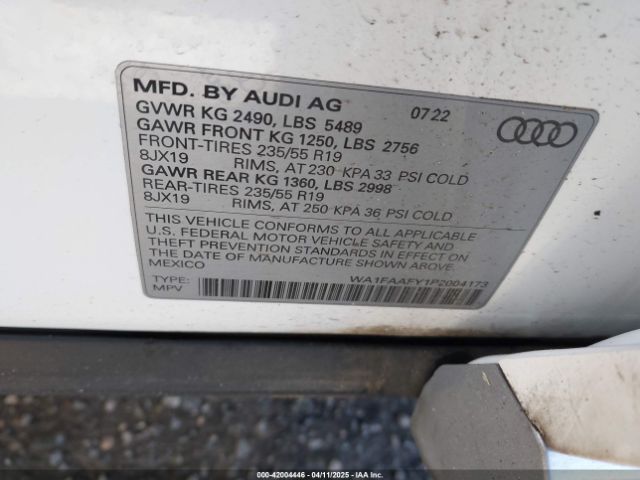 MFD. BY AUDI AG 07 22
GVWR KG 2490, LBS 5489
GAWR FRONT KG 1250, LBS 2756
FRONT-TIRES 235/55 R19
8JX19 RIMS, AT 230 KPA 33 PSI COLD
GAWR REAR KG 1360, LBS 2998
REAR-TIRES 235/55 R19
8JX19 RIMS, AT 250 KPA 36 PSI COLD
THIS VEHICLE CONFORMS TO ALL APPLICABLE
U.S. FEDERAL MOTOR VEHICLE SAFETY AND
THEFT PREVENTION STANDARDS IN EFFECT ON
THE DATE OF MANUFACTURE SHOWN ABOVE.
MEXICO
TYPE: WA1FAAFY1P2004173
MPV
000-42004446 - 04/11/2025 - IAAI.COM